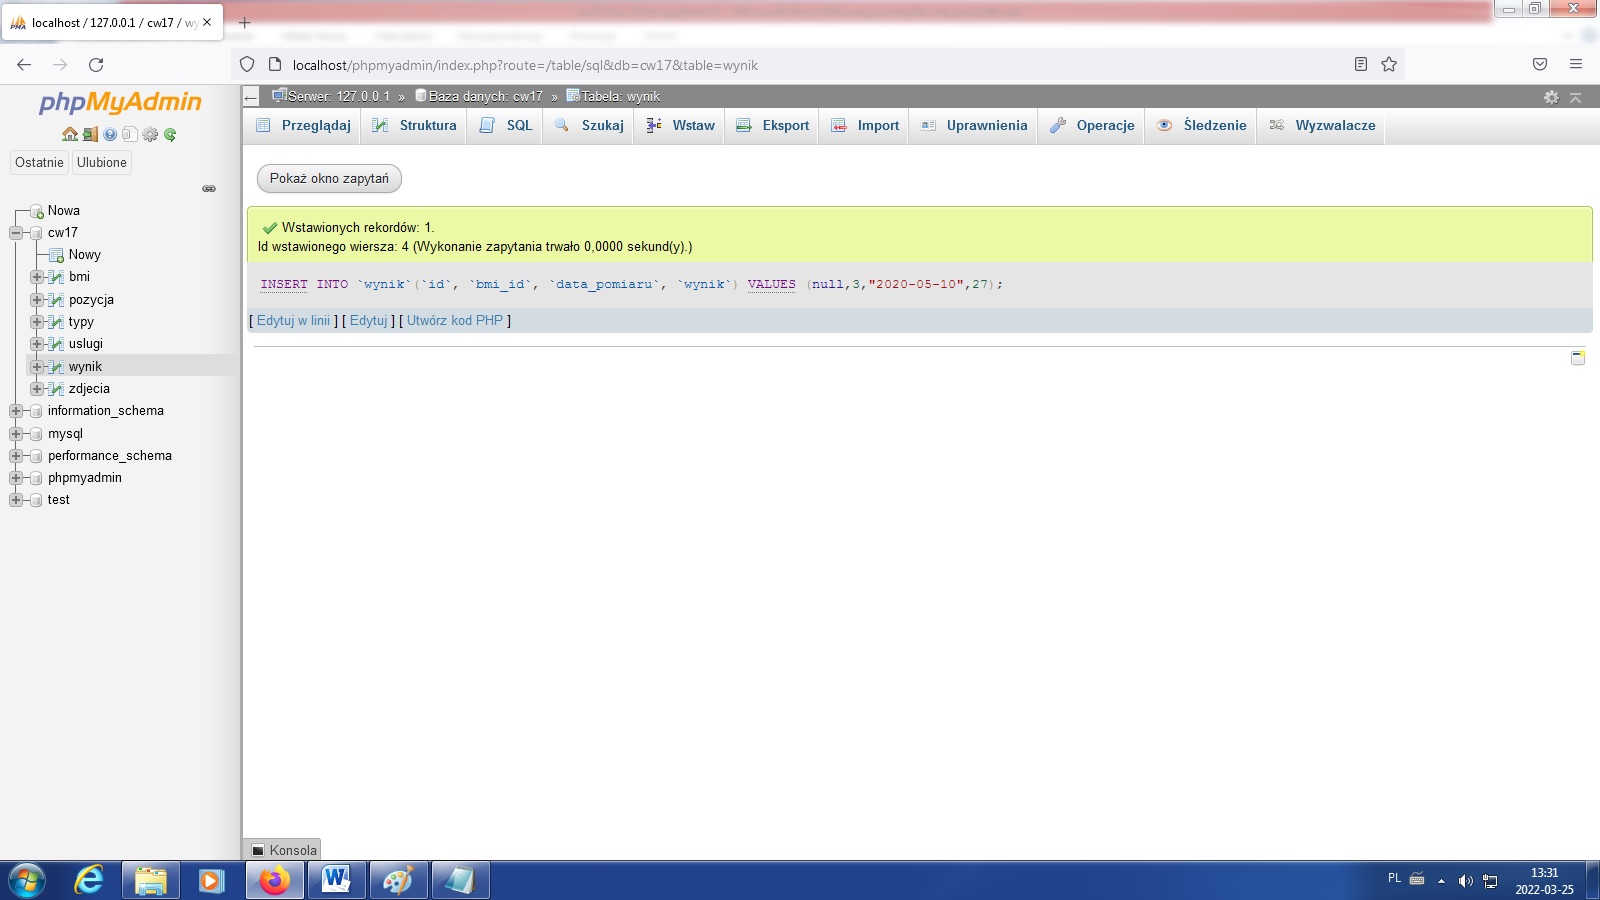 localhost / 127.0.0.1 / cw17 / wy
localhost/phpmyadmin/index.php?route=/table/sql&db=cw17&table=wynik
phpMyAdmin
Ostatnie Ulubione
Nowa
cw17
Nowy
bmi
pozycja
typy
uslugi
wynik
zdjecia
information_schema
mysql
performance_schema
phpmyadmin
test
Serwer: 127.0.0.1 » Baza danych: cw17 » Tabela: wynik
Przeglądaj Struktura SQL Szukaj Wstaw Eksport Import Uprawnienia Operacje Śledzenie Wyzwalacze
Pokaż okno zapytań
Wstawionych rekordów: 1.
Id wstawionego wiersza: 4 (Wykonanie zapytania trwało 0,0000 sekund(y).)
INSERT INTO `wynik`(`id`, `bmi_id`, `data_pomiaru`, `wynik`) VALUES (null,3,"2020-05-10",27);
[ Edytuj w linii ] [ Edytuj ] [ Utwórz kod PHP ]
Konsola
PL
13:31
2022-03-25